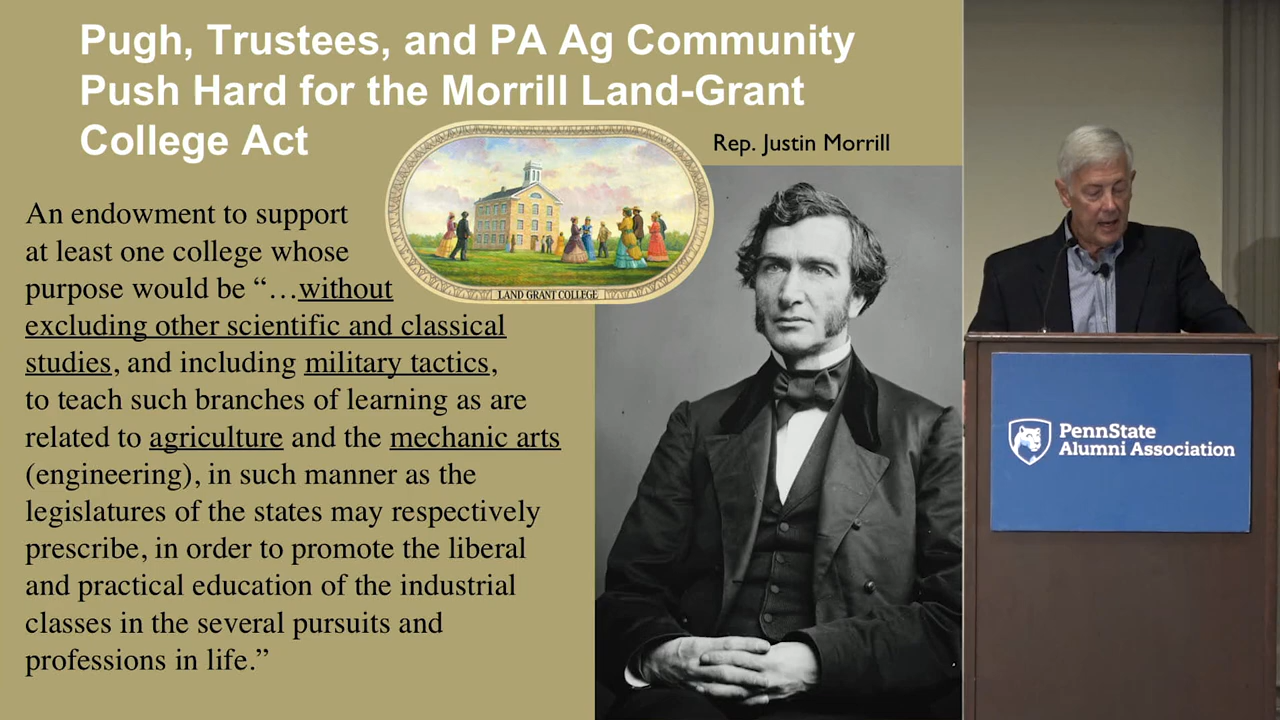 Pugh, Trustees, and PA Ag Community
Push Hard for the Morrill Land-Grant
College Act
Rep. Justin Morrill
LAND GRANT COLLEGE
An endowment to support
at least one college whose
purpose would be “…without
excluding other scientific and classical
studies, and including military tactics,
to teach such branches of learning as are
related to agriculture and the mechanic arts
(engineering), in such manner as the
legislatures of the states may respectively
prescribe, in order to promote the liberal
and practical education of the industrial
classes in the several pursuits and
professions in life.”
PennState
Alumni Association